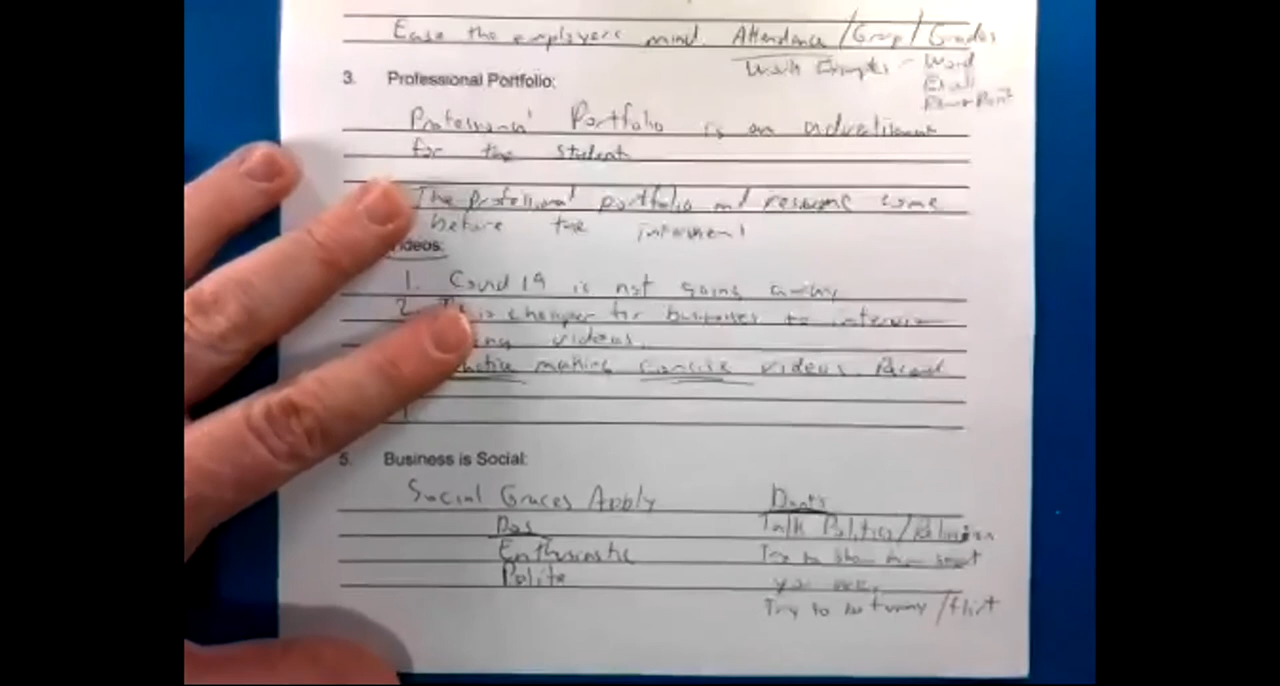 Ease the employers mind. Attendance/Group/Grades
Work Examples - Word
Excel
PowerPoint
3. Professional Portfolio:
Professional Portfolio is an advertisment
for the student
The professional portfolio and resume come
before the interview!
ideos:
1. Covid 19 is not going away
2. is cheaper for businesses to interview
videos.
making concise videos. Record
5. Business is Social:
Social Graces Apply Don'ts
Dos Talk Politics/Religion
Enthusiastic Try to show how smart
Polite you are.
Try to be funny/flirt